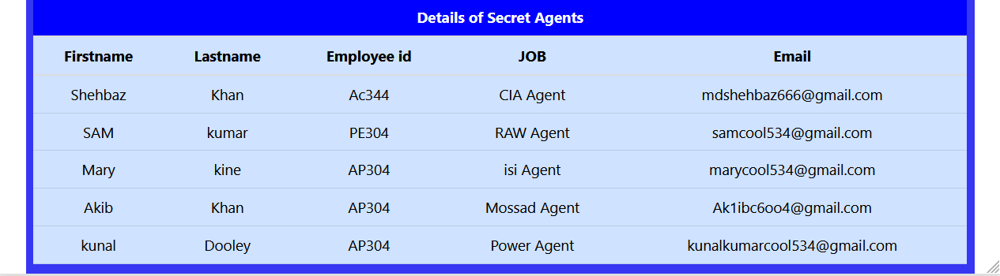 Details of Secret Agents
Firstname Lastname Employee id JOB Email
Shehbaz Khan Ac344 CIA Agent mdshehbaz666@gmail.com
SAM kumar PE304 RAW Agent samcool534@gmail.com
Mary kine AP304 isi Agent marycool534@gmail.com
Akib Khan AP304 Mossad Agent Ak1ibc6oo4@gmail.com
kunal Dooley AP304 Power Agent kunalkumarcool534@gmail.com